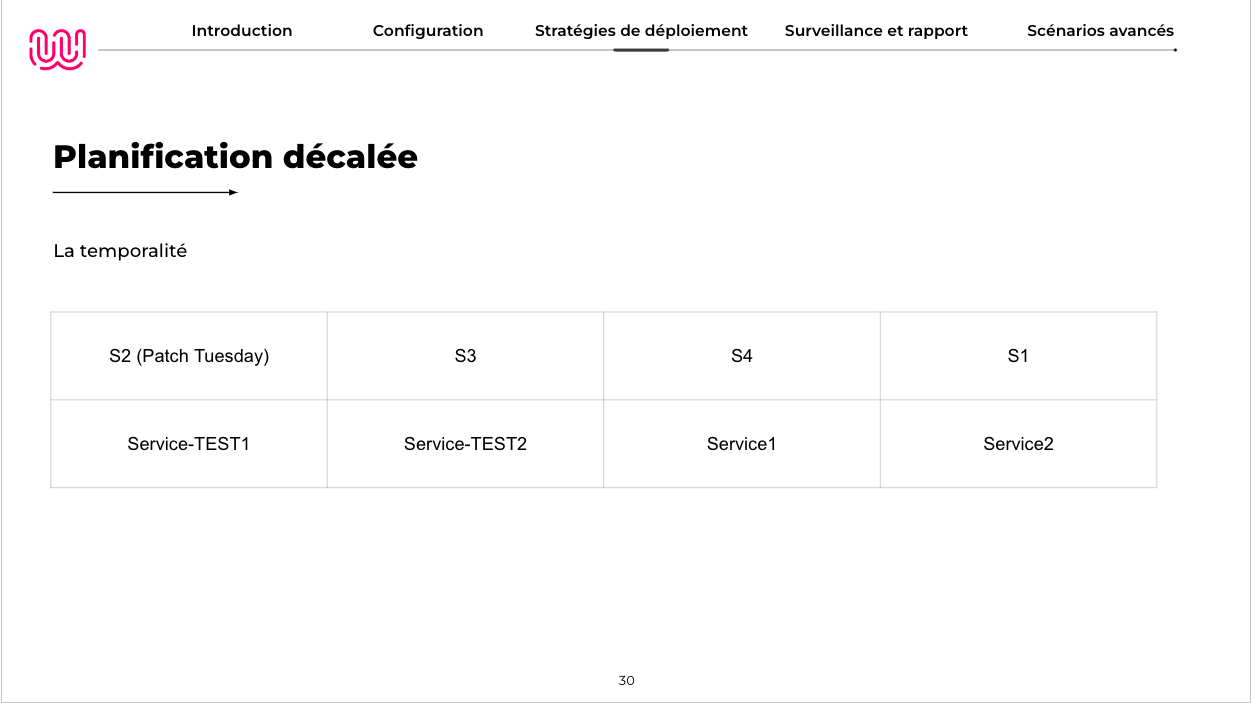 Introduction
Configuration
Stratégies de déploiement
Surveillance et rapport
Scénarios avancés
Planification décalée
La temporalité
S2 (Patch Tuesday)
S3
S4
S1
Service-TEST1
Service-TEST2
Service1
Service2
30